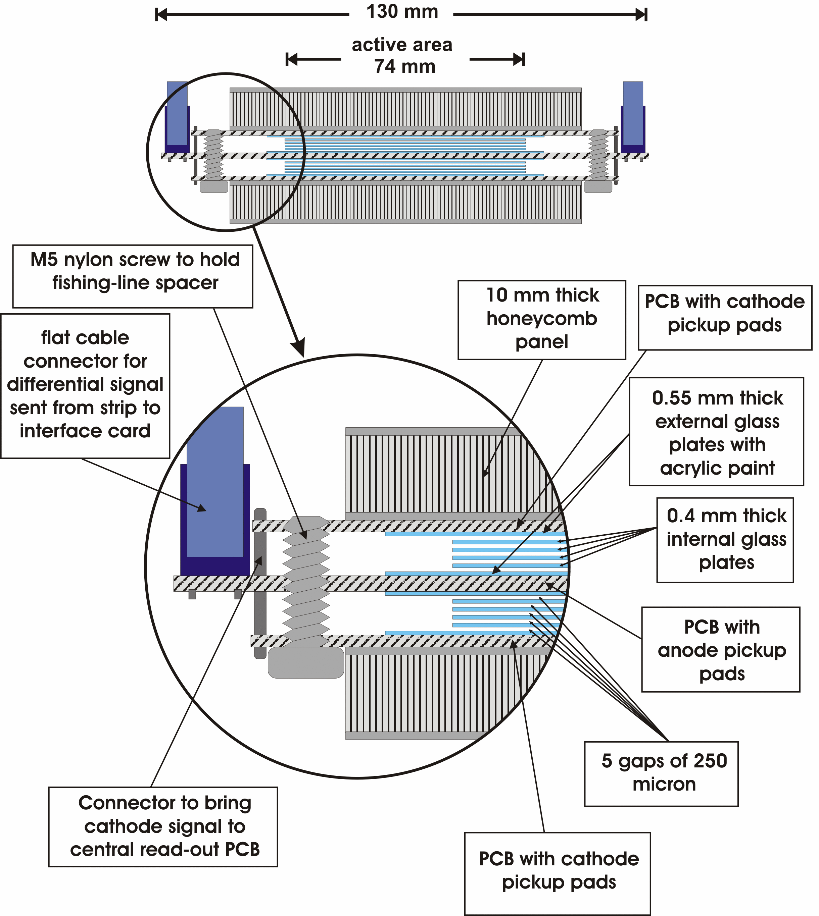 130 mm
active area
74 mm
M5 nylon screw to hold
fishing-line spacer
flat cable
connector for
differential signal
sent from strip to
interface card
10 mm thick
honeycomb
panel
PCB with cathode
pickup pads
0.55 mm thick
external glass
plates with
acrylic paint
0.4 mm thick
internal glass
plates
PCB with
anode pickup
pads
5 gaps of 250
micron
Connector to bring
cathode signal to
central read-out PCB
PCB with cathode
pickup pads